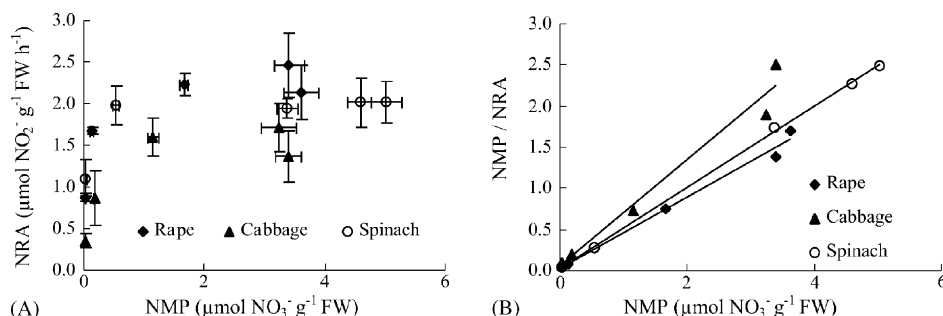 3.0
2.5
2.0
1.5
1.0
0.5
0.0
NRA (µmol NO₂⁻ g⁻¹ FW h⁻¹)
Rape
Cabbage
Spinach
0
2
4
6
(A)
NMP (µmol NO₃⁻ g⁻¹ FW)
3.0
2.5
2.0
1.5
1.0
0.5
0.0
NMP / NRA
Rape
Cabbage
Spinach
0
2
4
6
(B)
NMP (µmol NO₃⁻ g⁻¹ FW)